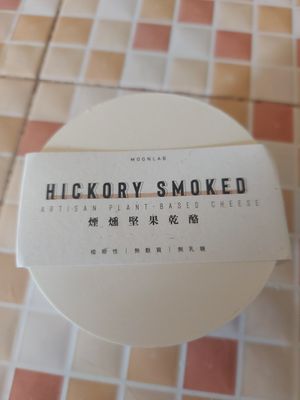 MOONLAB
HICKORY SMOKED
ARTISAN PLANT-BASED CHEESE
煙燻堅果乾酪
植物性 | 無麩質 | 無乳糖